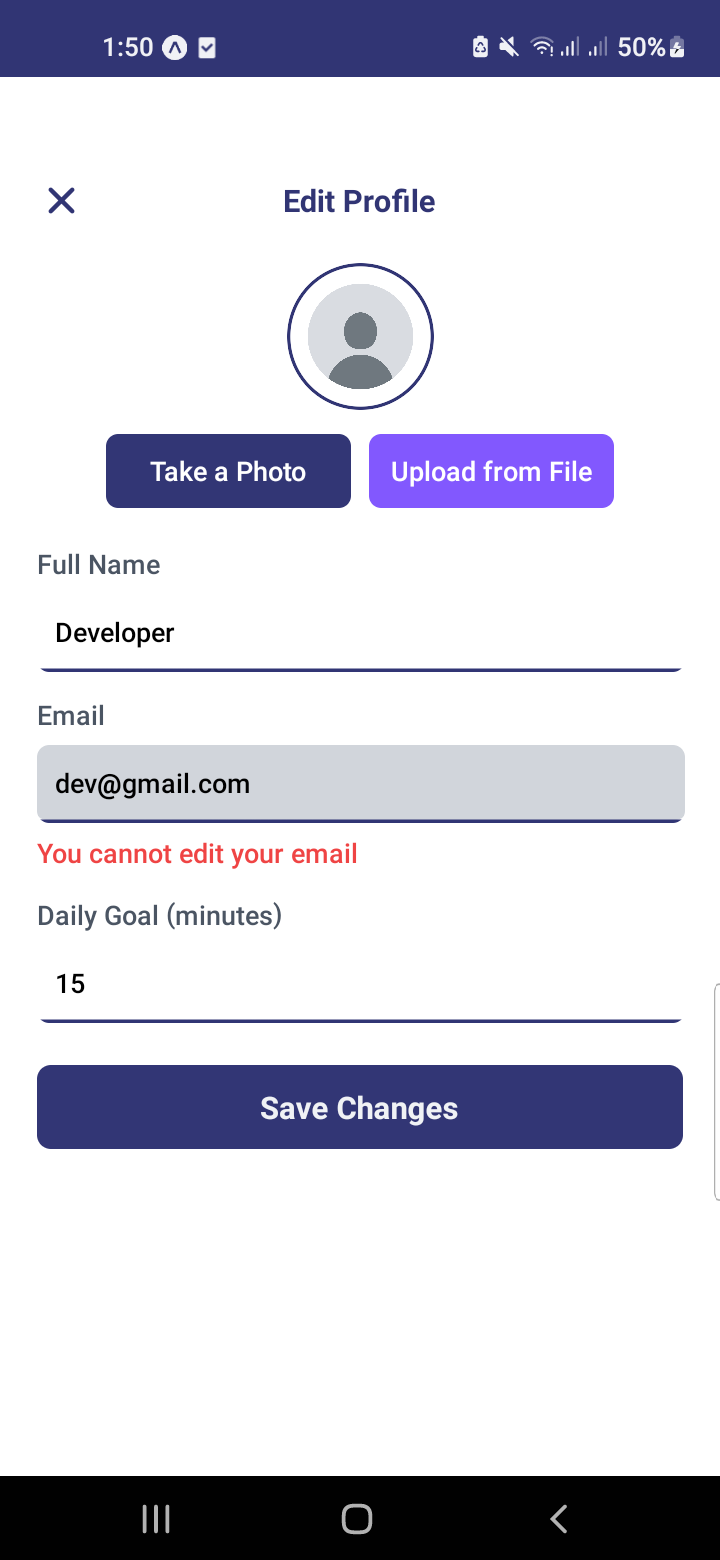 1:50 50%
Edit Profile
Take a Photo Upload from File
Full Name
Developer
Email
dev@gmail.com
You cannot edit your email
Daily Goal (minutes)
15
Save Changes